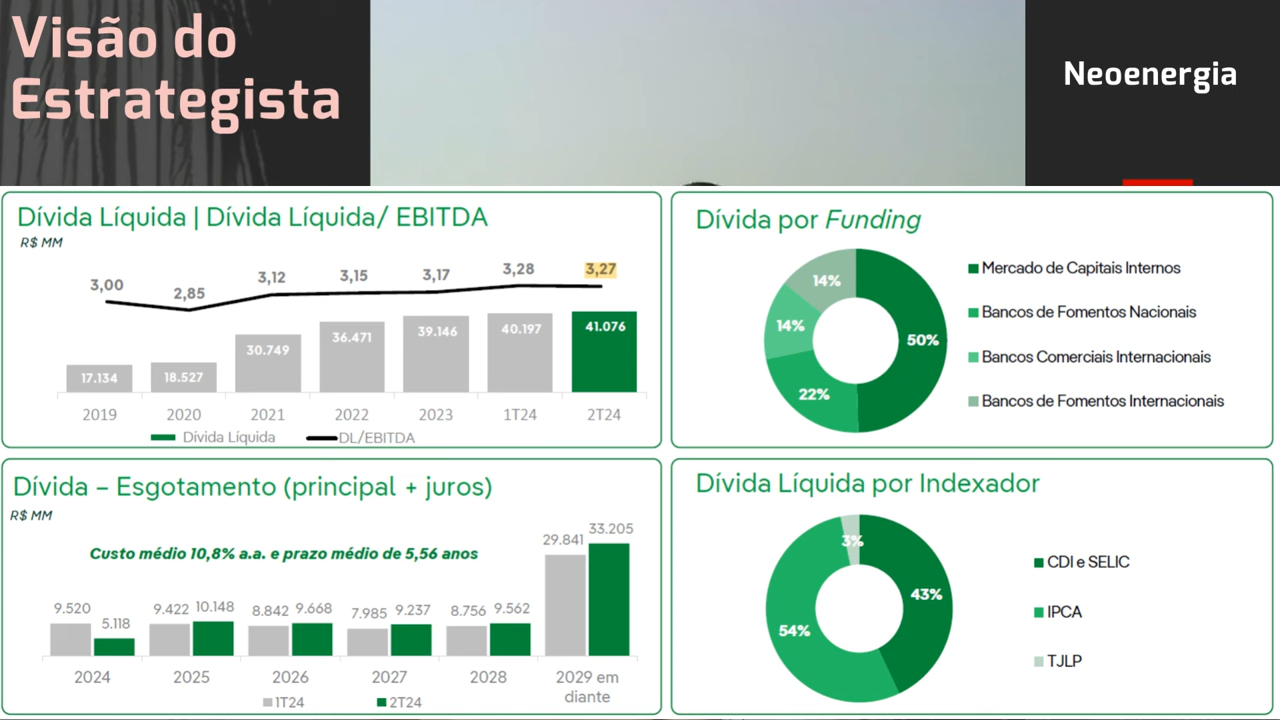 Visão do
Estrategista
Neoenergia
Dívida Líquida | Dívida Líquida/ EBITDA
R$ MM
3,00
2,85
3,12
3,15
3,17
3,28
3,27
17.134
18.527
30.749
36.471
39.146
40.197
41.076
2019
2020
2021
2022
2023
1T24
2T24
Dívida Líquida
DL/EBITDA
Dívida por Funding
14%
14%
22%
50%
Mercado de Capitais Internos
Bancos de Fomentos Nacionais
Bancos Comerciais Internacionais
Bancos de Fomentos Internacionais
Dívida – Esgotamento (principal + juros)
R$ MM
Custo médio 10,8% a.a. e prazo médio de 5,56 anos
9.520
5.118
9.422
10.148
8.842
9.668
7.985
9.237
8.756
9.562
29.841
33.205
2024
2025
2026
2027
2028
2029 em
diante
1T24
2T24
Dívida Líquida por Indexador
3%
43%
54%
CDI e SELIC
IPCA
TJLP